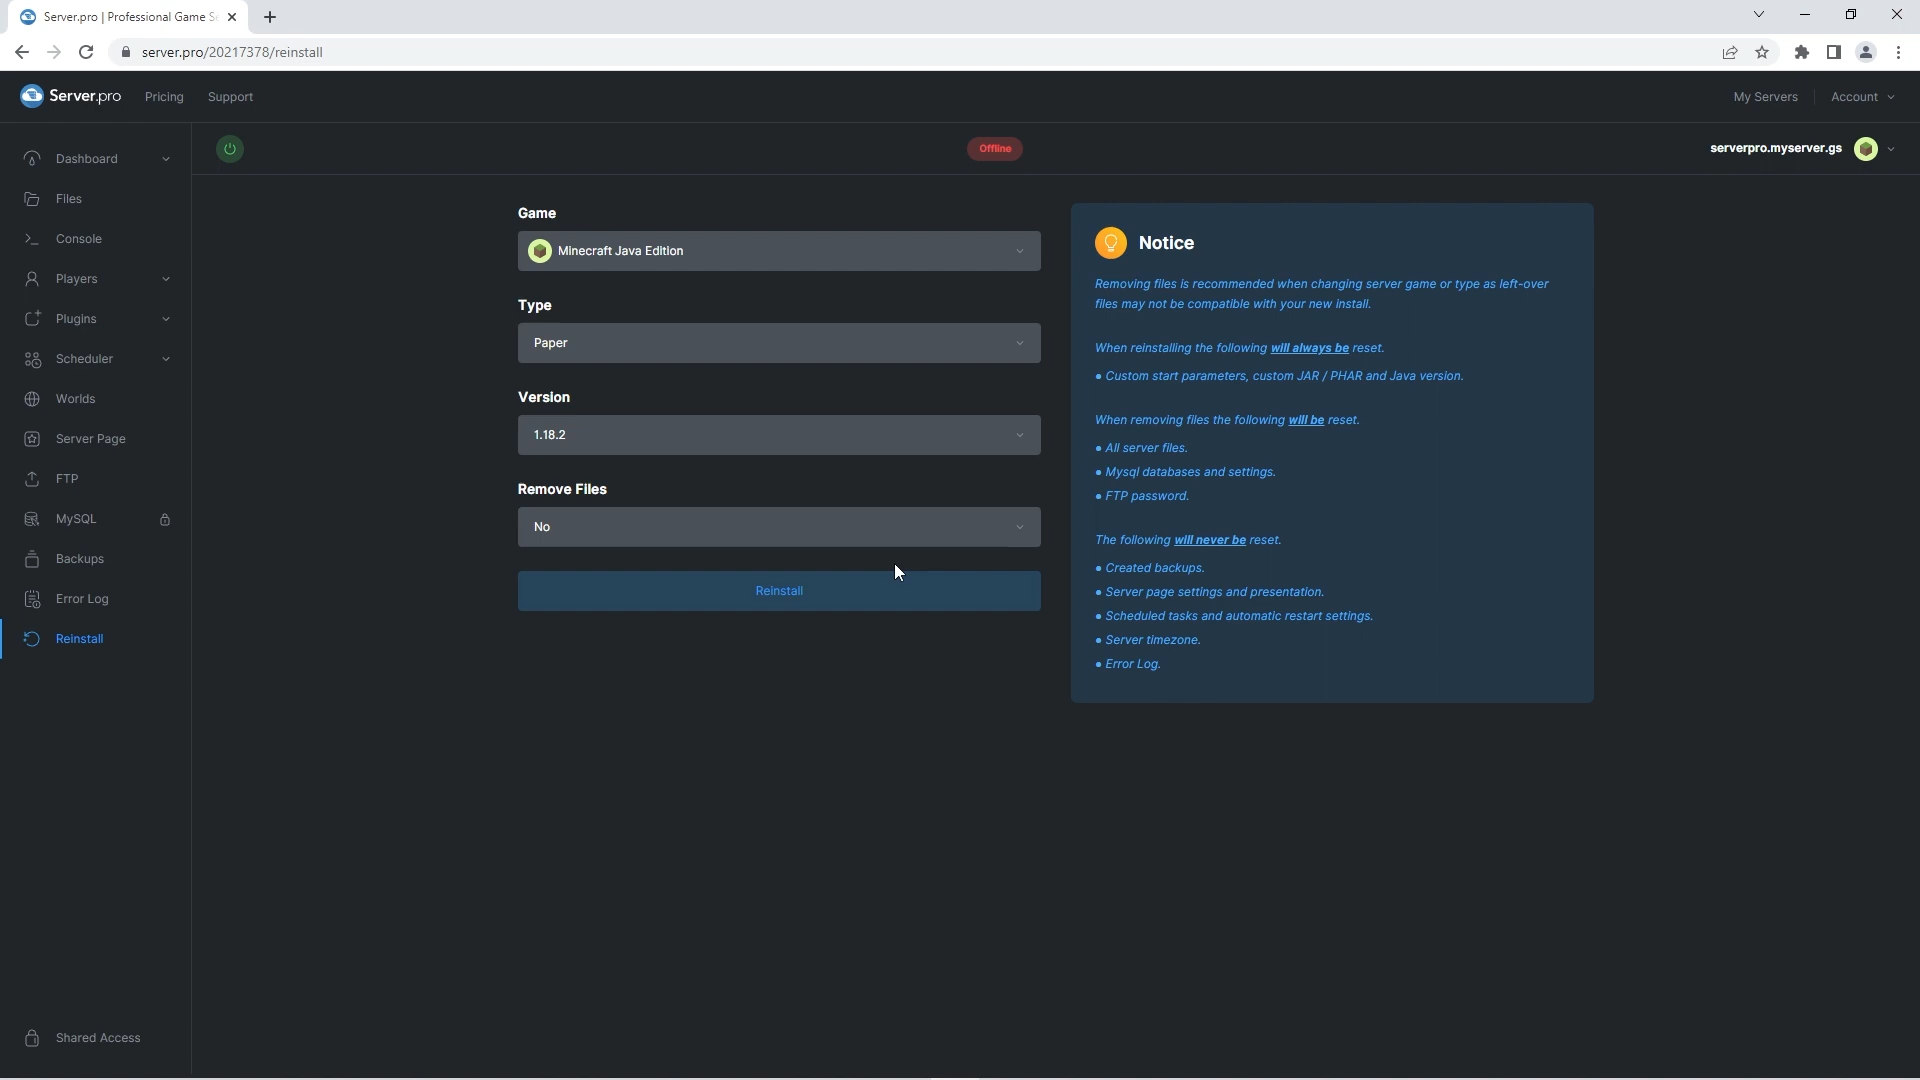 Server.pro | Professional Game Se
server.pro/20217378/reinstall
Server.pro
Pricing
Support
My Servers
Account
Offline
serverpro.myserver.gs
Dashboard
Files
Console
Players
Plugins
Scheduler
Worlds
Server Page
FTP
MySQL
Backups
Error Log
Reinstall
Shared Access
Game
Minecraft Java Edition
Type
Paper
Version
1.18.2
Remove Files
No
Reinstall
Notice
Removing files is recommended when changing server game or type as left-over
files may not be compatible with your new install.
When reinstalling the following will always be reset.
• Custom start parameters, custom JAR / PHAR and Java version.
When removing files the following will be reset.
• All server files.
• Mysql databases and settings.
• FTP password.
The following will never be reset.
• Created backups.
• Server page settings and presentation.
• Scheduled tasks and automatic restart settings.
• Server timezone.
• Error Log.